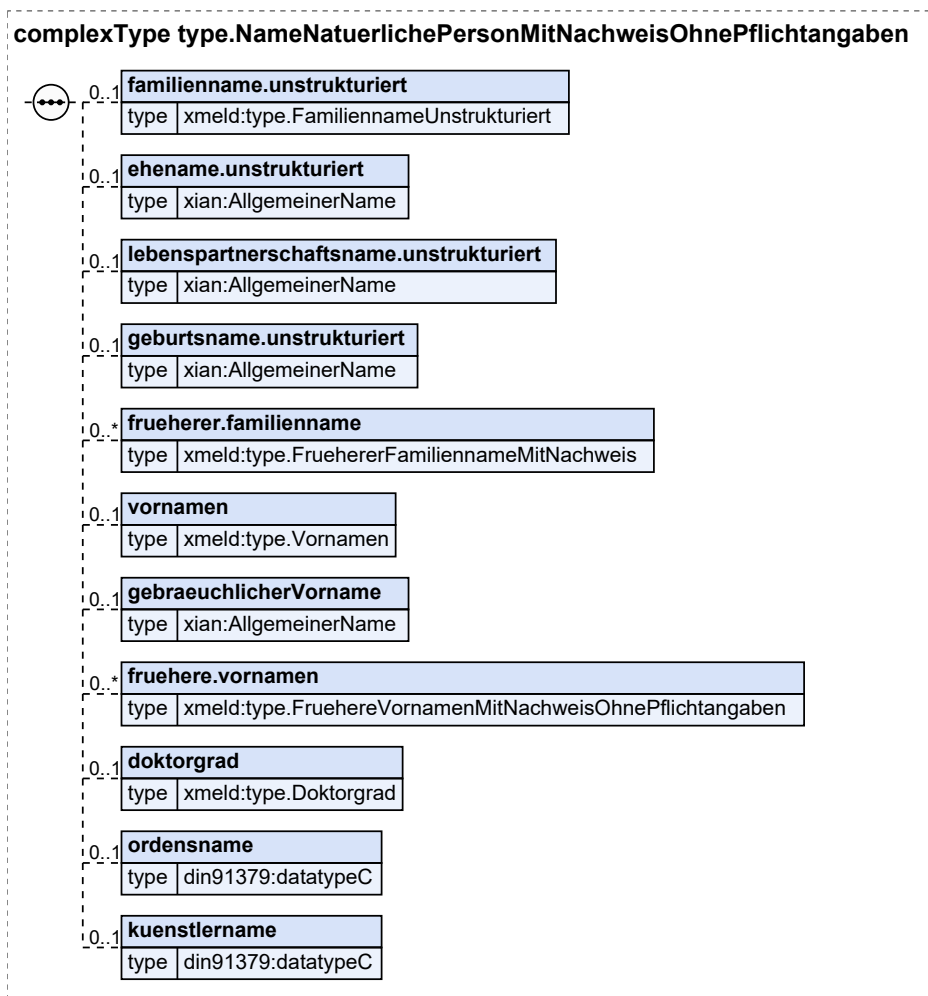 complexType type.NameNatuerlichePersonMitNachweisOhnePflichtangaben
0..1 familienname.unstrukturiert
type xmeld:type.FamiliennameUnstrukturiert
0..1 ehename.unstrukturiert
type xian:AllgemeinerName
0..1 lebenspartnerschaftsname.unstrukturiert
type xian:AllgemeinerName
0..1 geburtsname.unstrukturiert
type xian:AllgemeinerName
0..* frueherer.familienname
type xmeld:type.FruehererFamiliennameMitNachweis
0..1 vornamen
type xmeld:type.Vornamen
0..1 gebraeuchlicherVorname
type xian:AllgemeinerName
0..* fruehere.vornamen
type xmeld:type.FruehereVornamenMitNachweisOhnePflichtangaben
0..1 doktorgrad
type xmeld:type.Doktorgrad
0..1 ordensname
type din91379:datatypeC
0..1 kuenstlername
type din91379:datatypeC